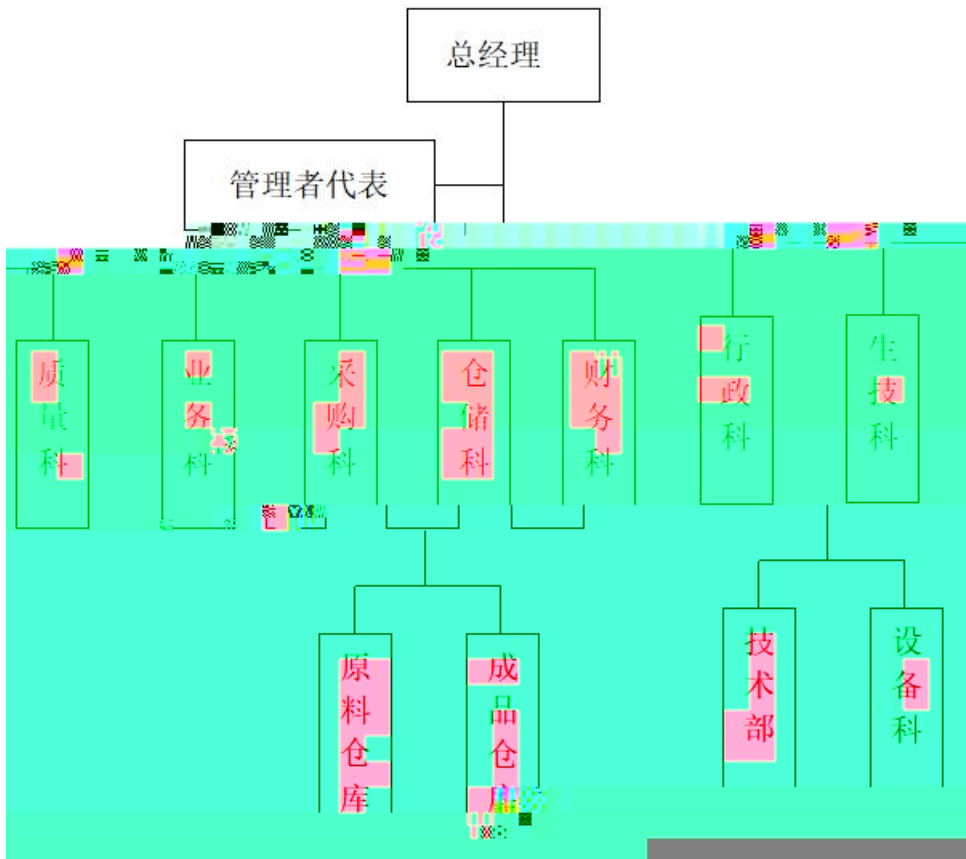 总经理
管理者代表
质量科
业务科
采购科
仓储科
财务科
行政科
生技科
原料仓库
成品仓库
技术部
设备科